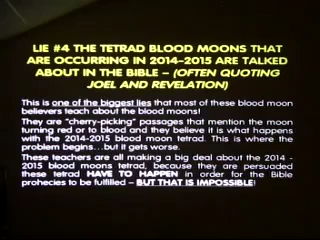 LIE #4 THE TETRAD BLOOD MOONS THAT
ARE OCCURRING IN 2014-2015 ARE TALKED
ABOUT IN THE BIBLE – (OFTEN QUOTING
JOEL AND REVELATION)
This is one of the biggest lies that most of these blood moon
believers teach about the blood moons!
They are "cherry-picking" passages that mention the moon
turning red or to blood and they believe it is what happens
with the 2014-2015 blood moon tetrad. This is where the
problem begins...but it gets worse.
These teachers are all making a big deal about the 2014 -
2015 blood moons tetrad, because they are persuaded
these tetrad HAVE TO HAPPEN in order for the Bible
prohecies to be fulfilled – BUT THAT IS IMPOSSIBLE!